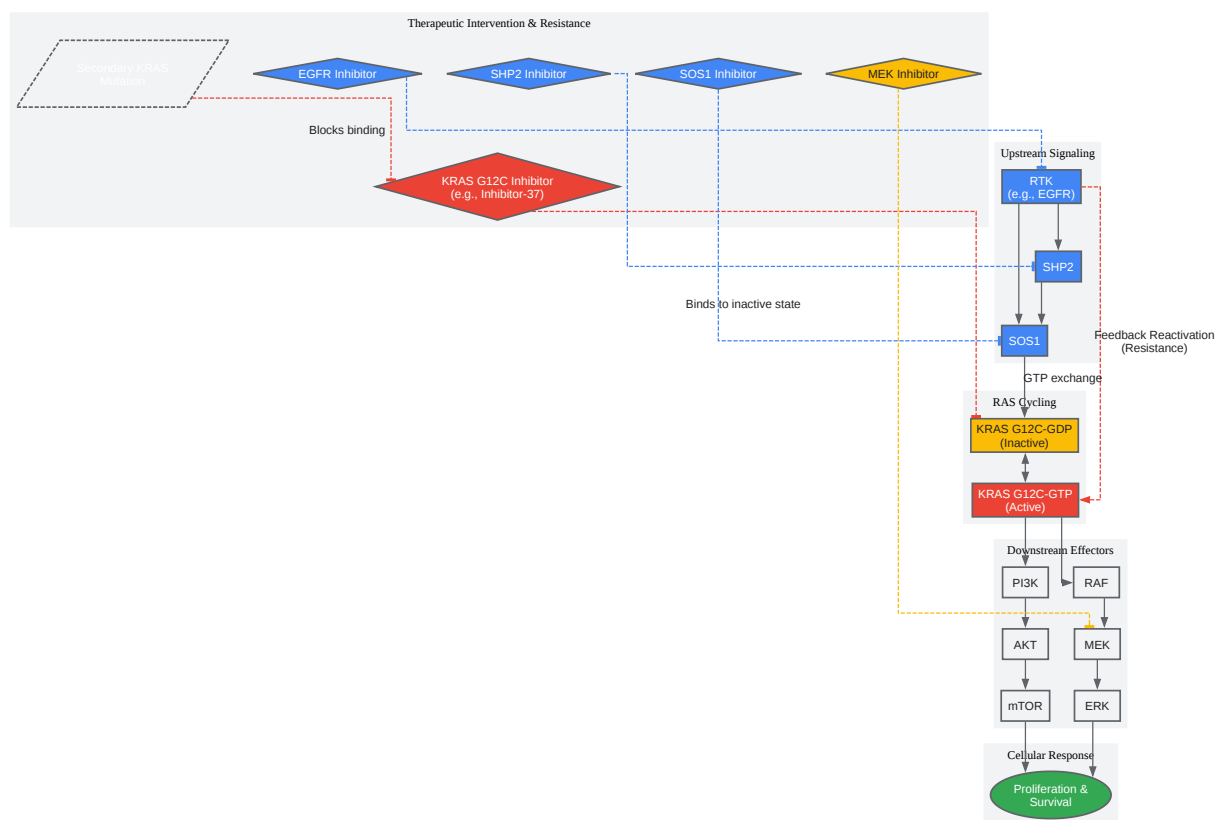 Therapeutic Intervention & Resistance
Secondary KRAS
Mutation
EGFR Inhibitor
SHP2 Inhibitor
SOS1 Inhibitor
MEK Inhibitor
Blocks binding
KRAS G12C Inhibitor
(e.g., Inhibitor-37)
Upstream Signaling
RTK
(e.g., EGFR)
SHP2
Binds to inactive state
SOS1
Feedback Reactivation
(Resistance)
GTP exchange
RAS Cycling
KRAS G12C-GDP
(Inactive)
KRAS G12C-GTP
(Active)
Downstream Effectors
PI3K
RAF
AKT
MEK
mTOR
ERK
Cellular Response
Proliferation &
Survival